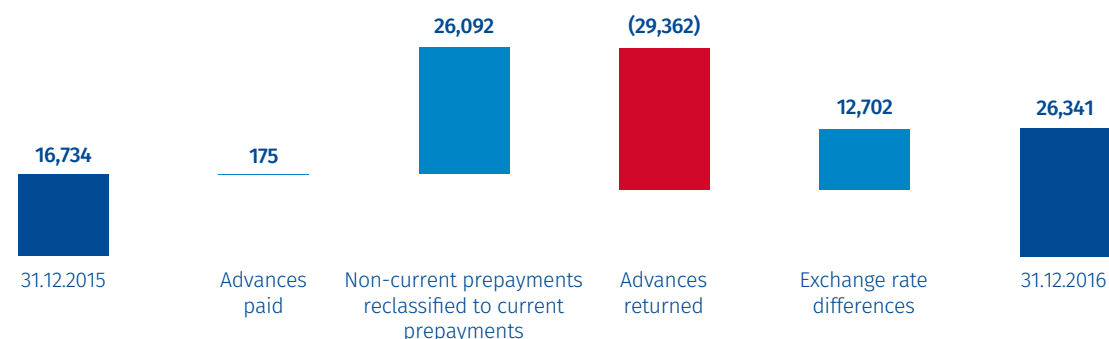 26,092
(29,362)
12,702
26,341
16,734
175
31.12.2015
Advances
paid
Non-current prepayments
reclassified to current
prepayments
Advances
returned
Exchange rate
differences
31.12.2016